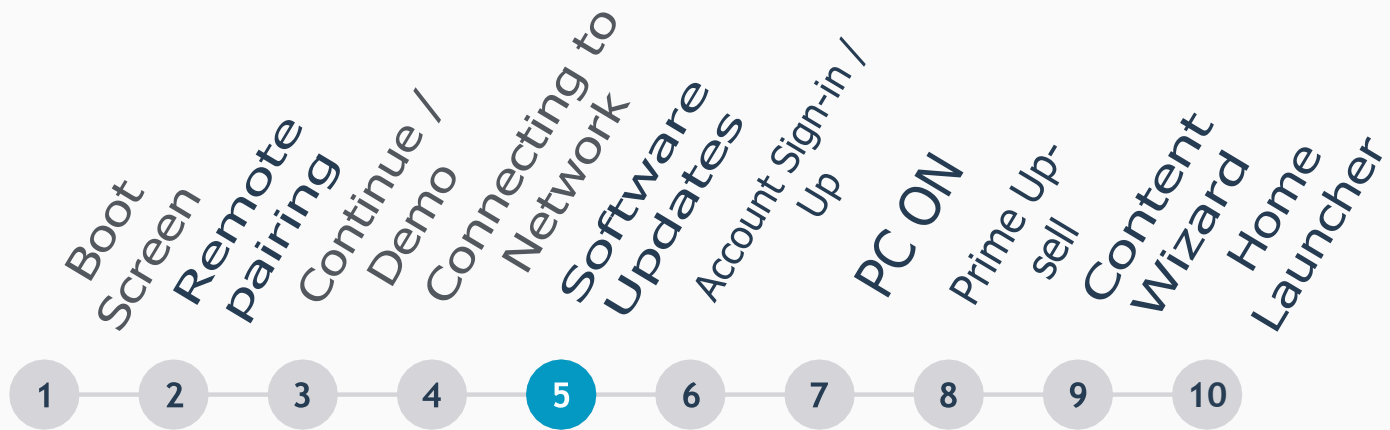 Boot
Screen
Remote
pairing
Continue /
Demo
Connecting to
Network
Software
Updates
Account Sign-in /
Up
PC ON
Prime Up-
sell
Content
Wizard
Home
Launcher
1 2 3 4 5 6 7 8 9 10